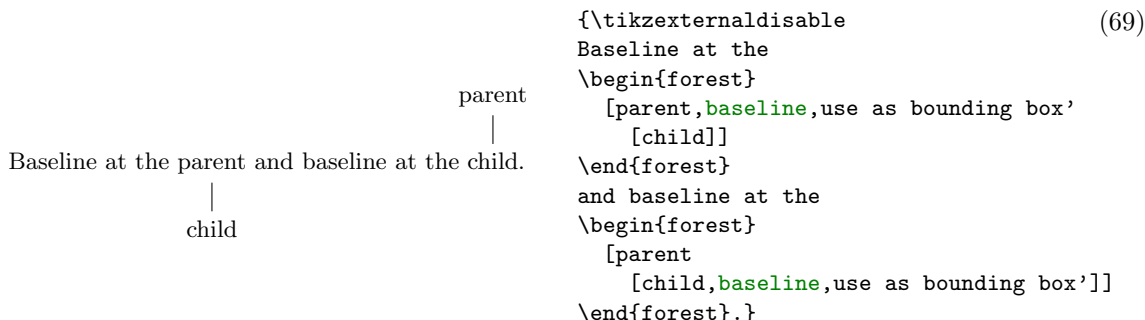 parent
Baseline at the parent and baseline at the child.
child
{\tikzexternaldisable (69)
Baseline at the
\begin{forest}
  [parent,baseline,use as bounding box’
    [child]]
\end{forest}
and baseline at the
\begin{forest}
  [parent
    [child,baseline,use as bounding box’]]
\end{forest}.}